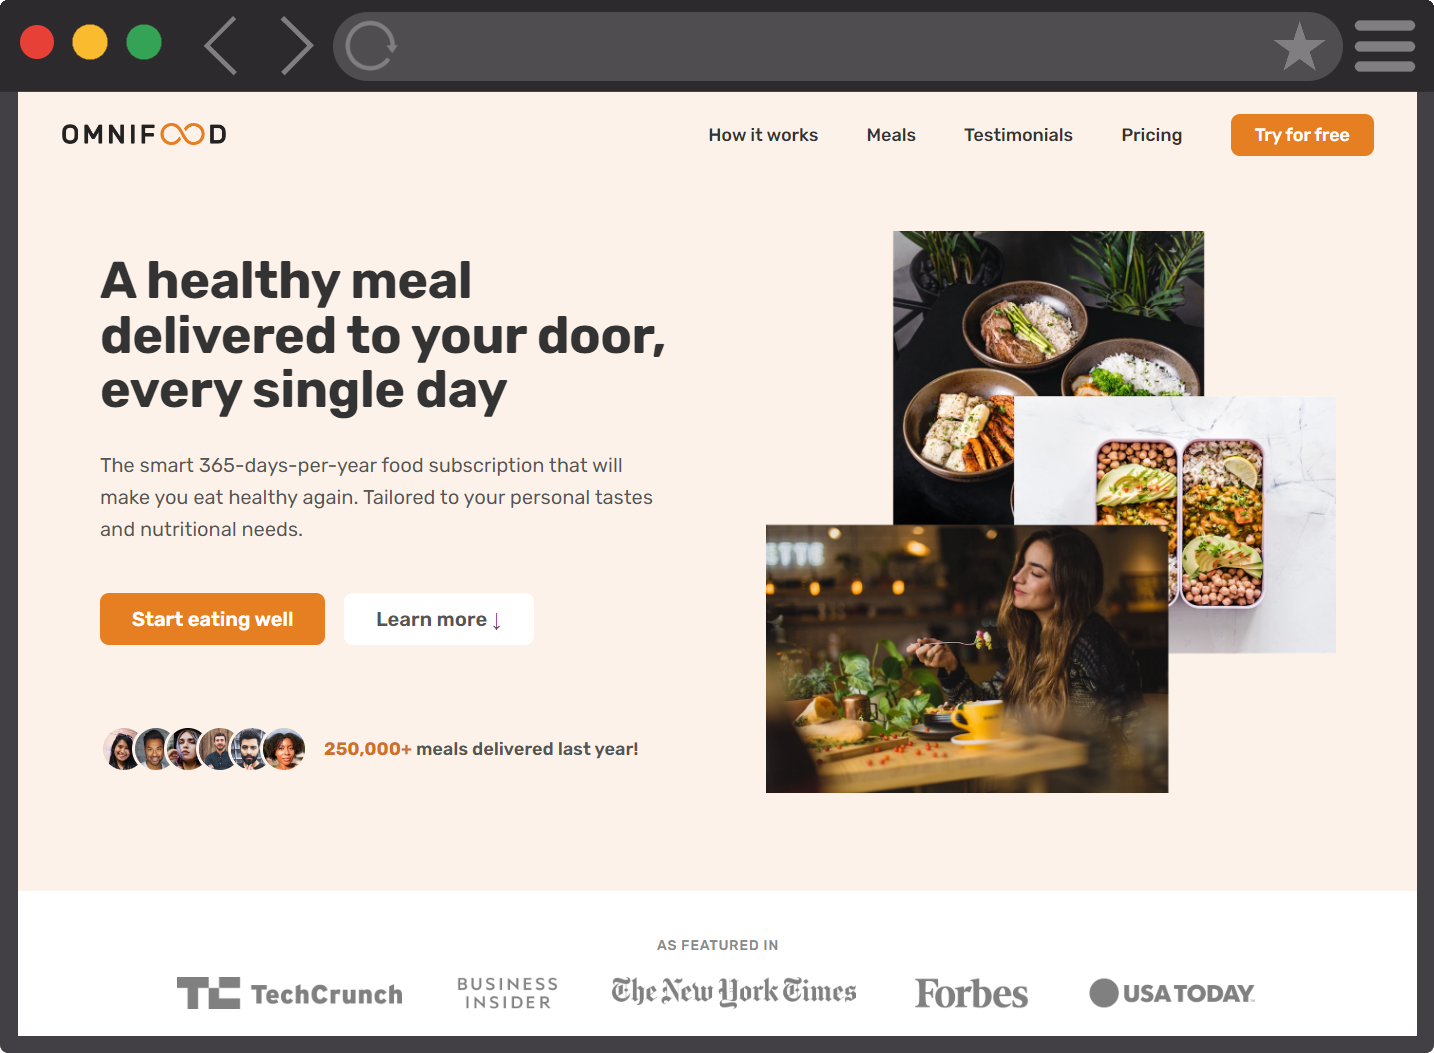 OMNIFOOD
How it works
Meals
Testimonials
Pricing
Try for free
A healthy meal
delivered to your door,
every single day
The smart 365-days-per-year food subscription that will
make you eat healthy again. Tailored to your personal tastes
and nutritional needs.
Start eating well
Learn more ↓
250,000+ meals delivered last year!
AS FEATURED IN
TC TechCrunch
BUSINESS
INSIDER
The New York Times
Forbes
USA TODAY